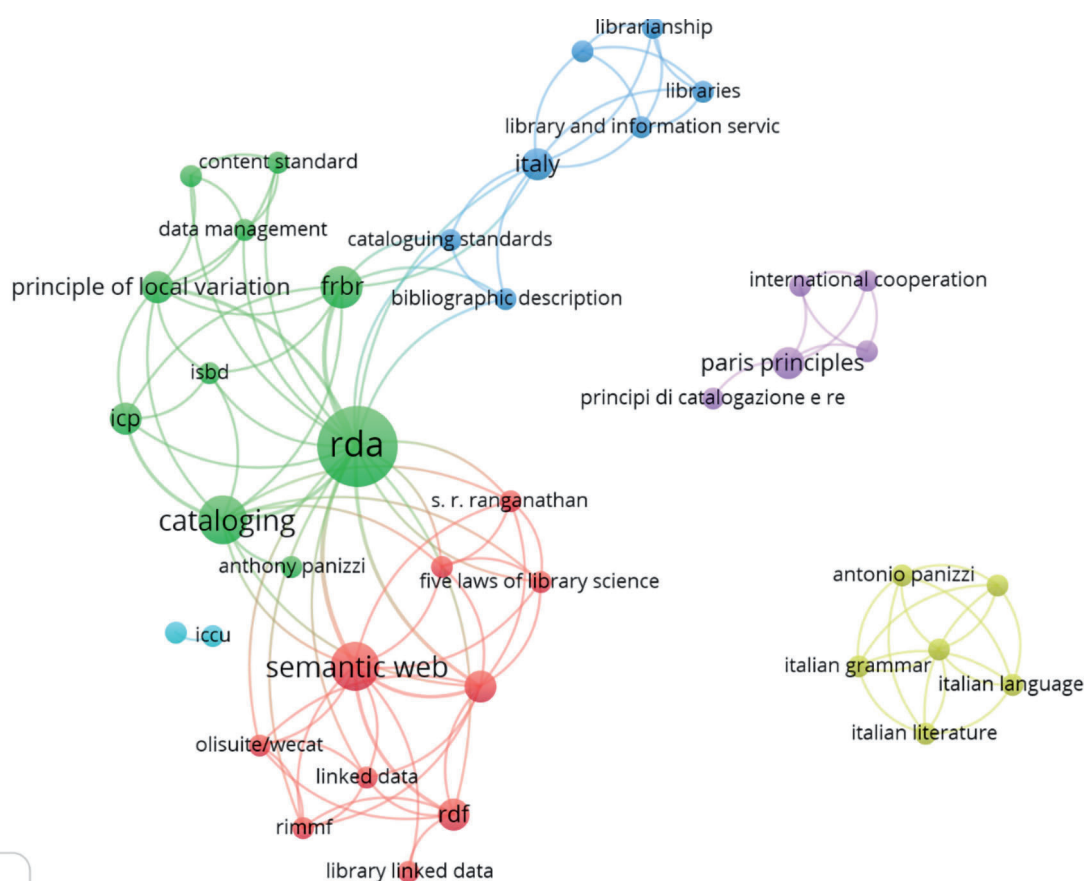 librarianship
libraries
library and information servic
italy
content standard
data management
cataloguing standards
principle of local variation
frbr
bibliographic description
international cooperation
paris principles
principi di catalogazione e re
isbd
icp
rda
s. r. ranganathan
cataloging
anthony panizzi
five laws of library science
antonio panizzi
iccu
semantic web
italian grammar
italian language
italian literature
olisuite/wecat
linked data
rdf
rimmf
library linked data